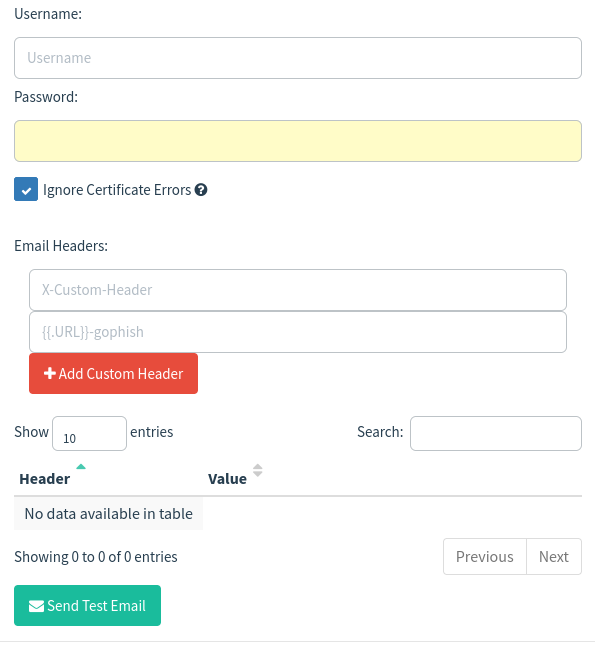 Username:
Username
Password:
Ignore Certificate Errors ?
Email Headers:
X-Custom-Header
{{.URL}}-gophish
Add Custom Header
Show 10 entries Search:
Header Value
No data available in table
Showing 0 to 0 of 0 entries Previous Next
Send Test Email